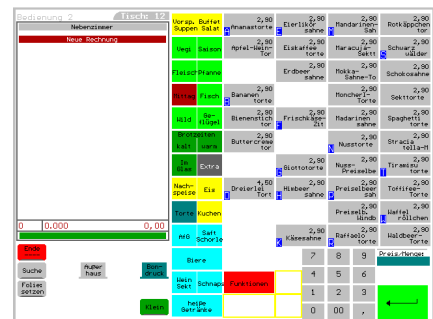 Bedienung 2
Tisch: 12
Nebenzimmer
Neue Rechnung
0 0.000 0,00
Ende
Suche
Außer haus
Bon-druck
Folie: setzen
Klein
Vorsp. Suppen
Buffet Salat
Vegi
Saison
Fleisch
Pfanne
Mittag
Fisch
Wild
Ge-flügel
Brotzeiten
kalt
warm
Im Glas
Extra
Nach-speise
Eis
Torte
Kuchen
AfG
Saft Schorle
Biere
Wein Sekt
Schnaps
heiße Getränke
Funktionen
2,90 A Ananastorte
2,90 E Eierlikör sahne
2,90 M Mandarinen-Sah
2,90 Rotkäppchen tor
2,90 Apfel-Wein-Tor
2,90 Eiskaffee torte
2,90 Maracuja-Sektt
2,90 S Schwarz wälder
2,90 Erdbeer sahne
2,90 Mokka-Sahne-To
2,90 Schokosahne
2,90 B Bananen torte
2,90 Moncherl-Torte
2,90 Sekttorte
2,90 Bienenstich tor
2,90 F Frischkäse-Zit
2,90 Madarinen sahne
2,90 Spaghetti torte
2,90 Buttercreme tor
2,90 N Nusstorte
2,90 Stracia tella-M
2,90 G Giottotorte
2,90 Nuss-Preiselbe
2,90 T Tiramisu torte
4,50 D Dreierlei Tort
2,90 H Himbeer sahne
2,90 P Preiselbeer sah
2,90 Toffifee-Torte
2,90 Preiselb. Windb
2,90 W Waffel röllchen
2,90 K Käsesahne
2,90 R Raffaelo torte
2,90 Waldbeer-Torte
7 8 9 Preis/Menge:
4 5 6
1 2 3
0 00 ,